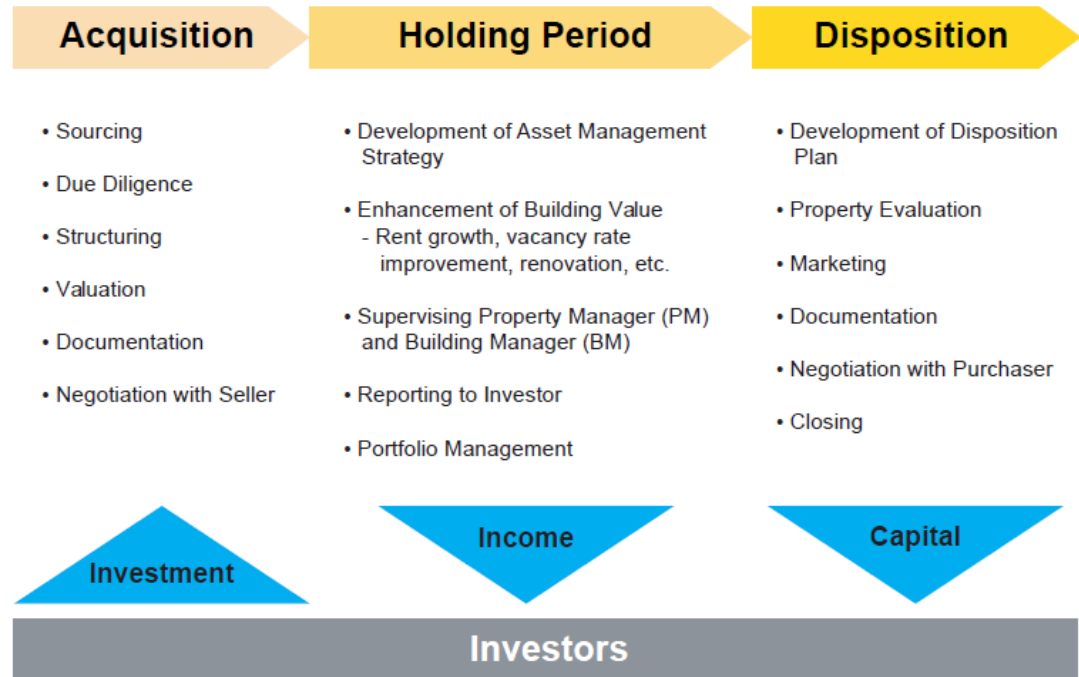 Acquisition
Holding Period
Disposition
• Sourcing
• Due Diligence
• Structuring
• Valuation
• Documentation
• Negotiation with Seller
• Development of Asset Management
Strategy
• Enhancement of Building Value
- Rent growth, vacancy rate
improvement, renovation, etc.
• Supervising Property Manager (PM)
and Building Manager (BM)
• Reporting to Investor
• Portfolio Management
• Development of Disposition
Plan
• Property Evaluation
• Marketing
• Documentation
• Negotiation with Purchaser
• Closing
Investment
Income
Capital
Investors